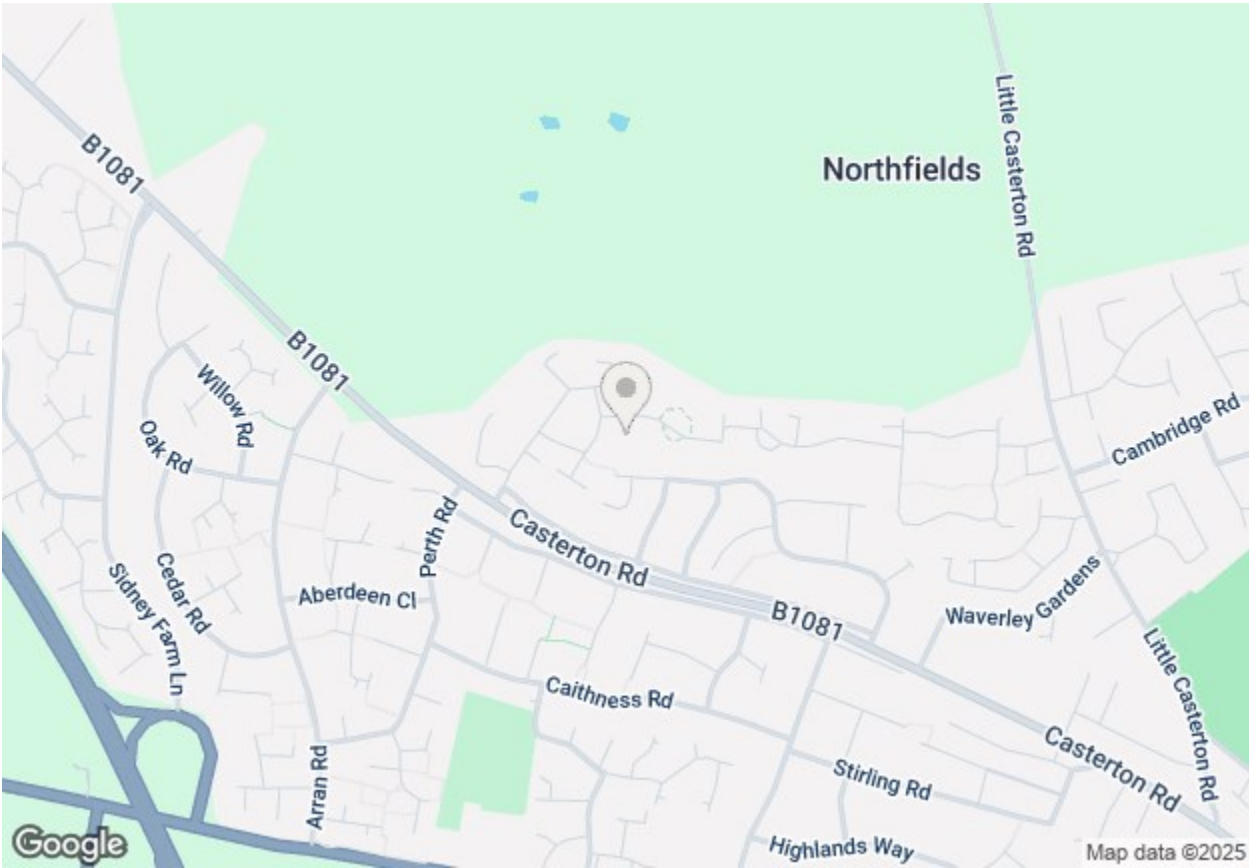 B1081
Little Casterton Rd
Northfields
B1081
Willow Rd
Oak Rd
Cambridge Rd
Perth Rd
Casterton Rd
Cedar Rd
Sidney Farm Ln
Aberdeen Cl
B1081
Waverley Gardens
Little Casterton Rd
Caithness Rd
Arran Rd
Casterton Rd
Stirling Rd
Highlands Way
Google
Map data ©2025